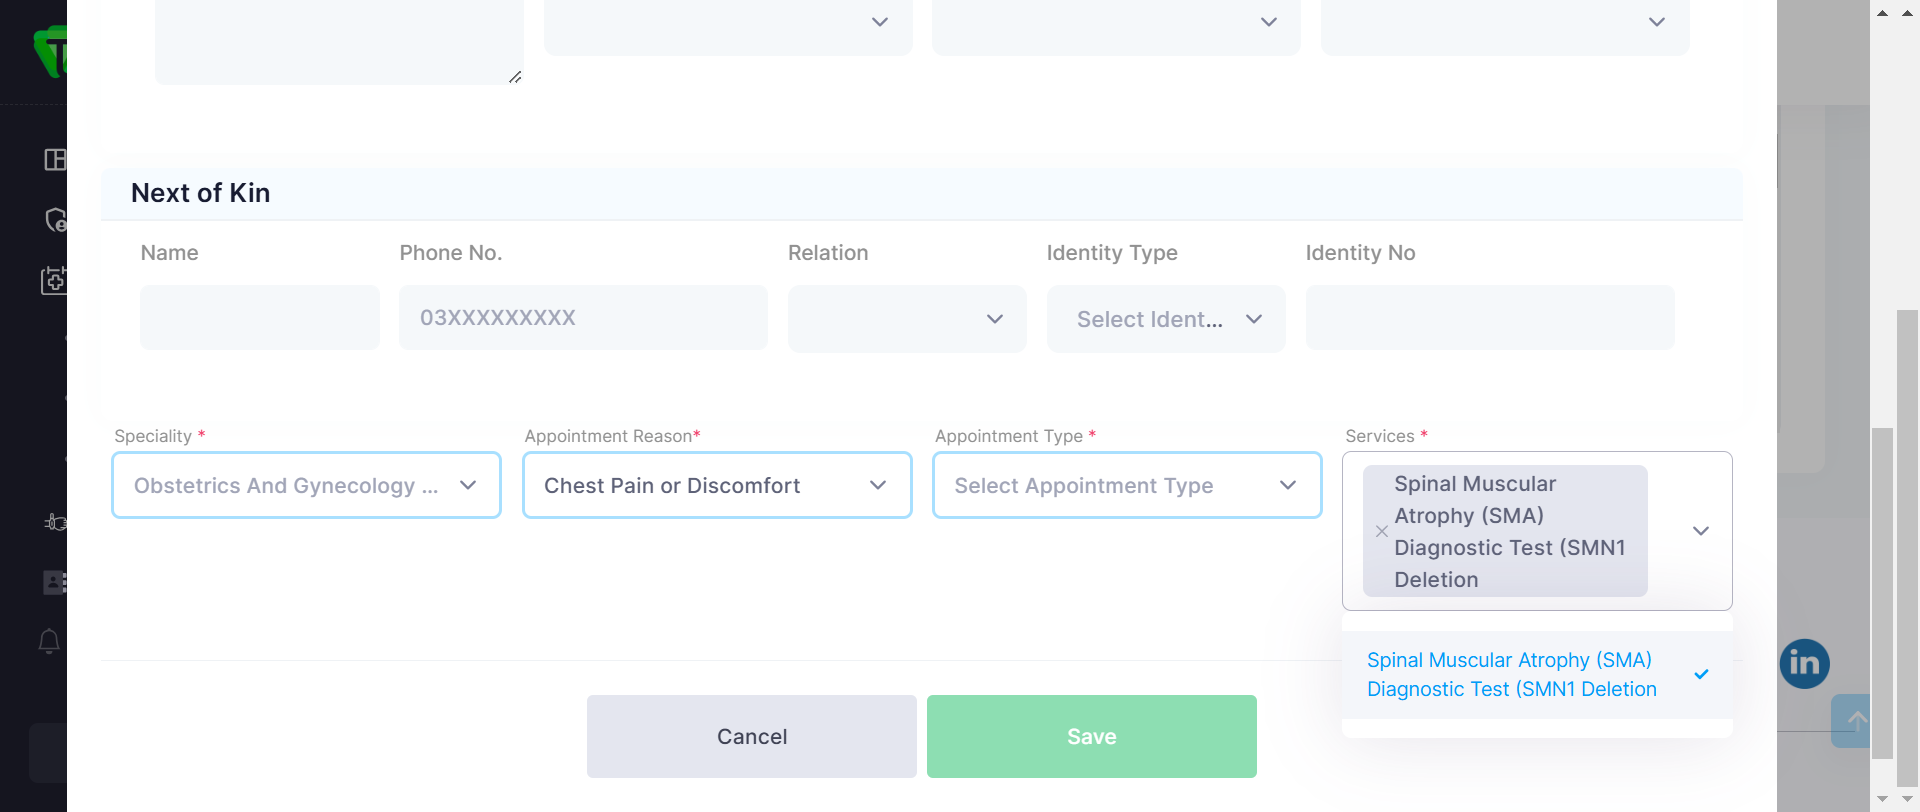 Next of Kin
Name
Phone No.
Relation
Identity Type
Identity No
03XXXXXXXXX
Select Ident...
Speciality *
Appointment Reason*
Appointment Type *
Services *
Obstetrics And Gynecology ...
Chest Pain or Discomfort
Select Appointment Type
Spinal Muscular
Atrophy (SMA)
Diagnostic Test (SMN1
Deletion
Spinal Muscular Atrophy (SMA)
Diagnostic Test (SMN1 Deletion
in
Cancel
Save